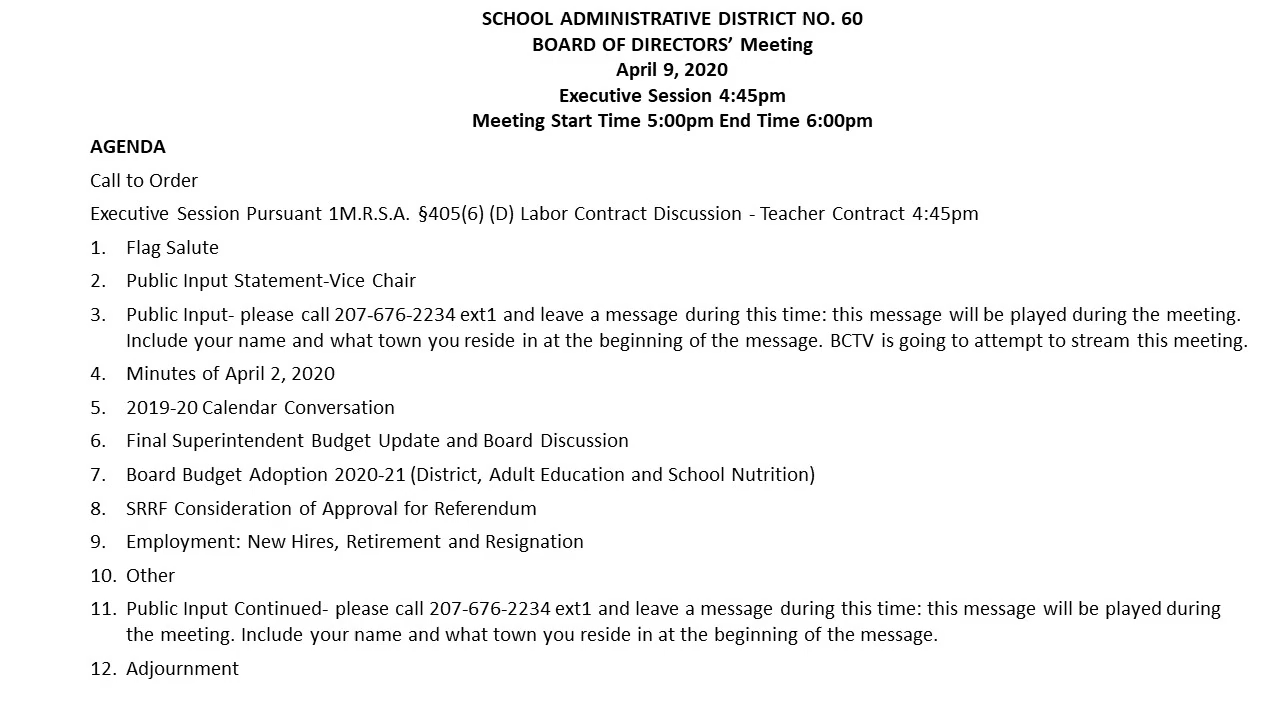 SCHOOL ADMINISTRATIVE DISTRICT NO. 60
BOARD OF DIRECTORS’ Meeting
April 9, 2020
Executive Session 4:45pm
Meeting Start Time 5:00pm End Time 6:00pm
AGENDA
Call to Order
Executive Session Pursuant 1M.R.S.A. §405(6) (D) Labor Contract Discussion - Teacher Contract 4:45pm
1. Flag Salute
2. Public Input Statement-Vice Chair
3. Public Input- please call 207-676-2234 ext1 and leave a message during this time: this message will be played during the meeting.
Include your name and what town you reside in at the beginning of the message. BCTV is going to attempt to stream this meeting.
4. Minutes of April 2, 2020
5. 2019-20 Calendar Conversation
6. Final Superintendent Budget Update and Board Discussion
7. Board Budget Adoption 2020-21 (District, Adult Education and School Nutrition)
8. SRRF Consideration of Approval for Referendum
9. Employment: New Hires, Retirement and Resignation
10. Other
11. Public Input Continued- please call 207-676-2234 ext1 and leave a message during this time: this message will be played during
the meeting. Include your name and what town you reside in at the beginning of the message.
12. Adjournment